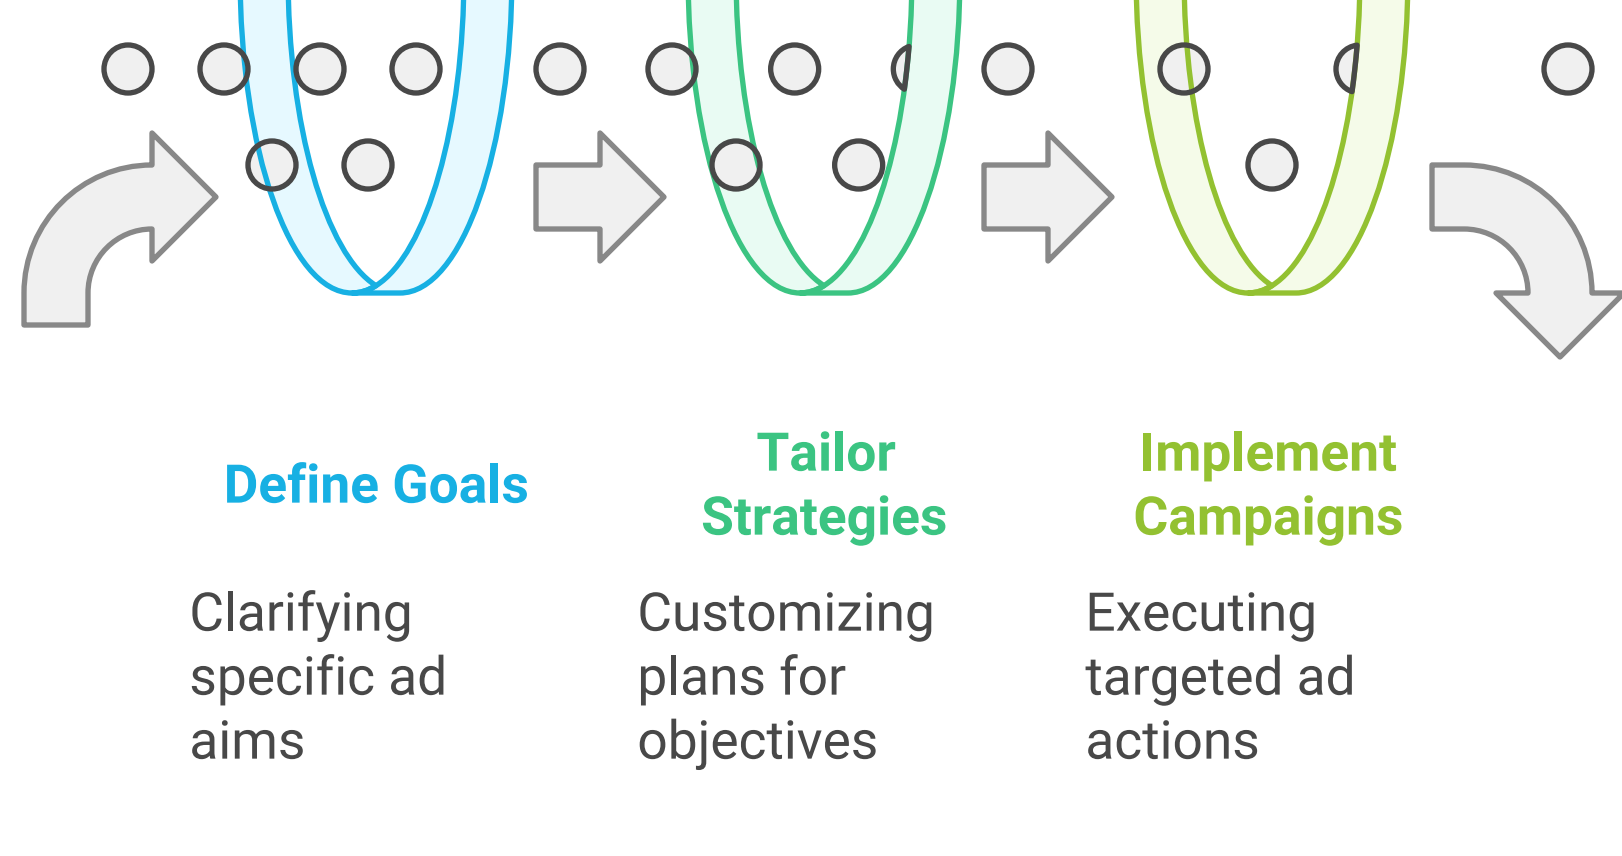 Define Goals
Clarifying
specific ad
aims
Tailor
Strategies
Customizing
plans for
objectives
Implement
Campaigns
Executing
targeted ad
actions